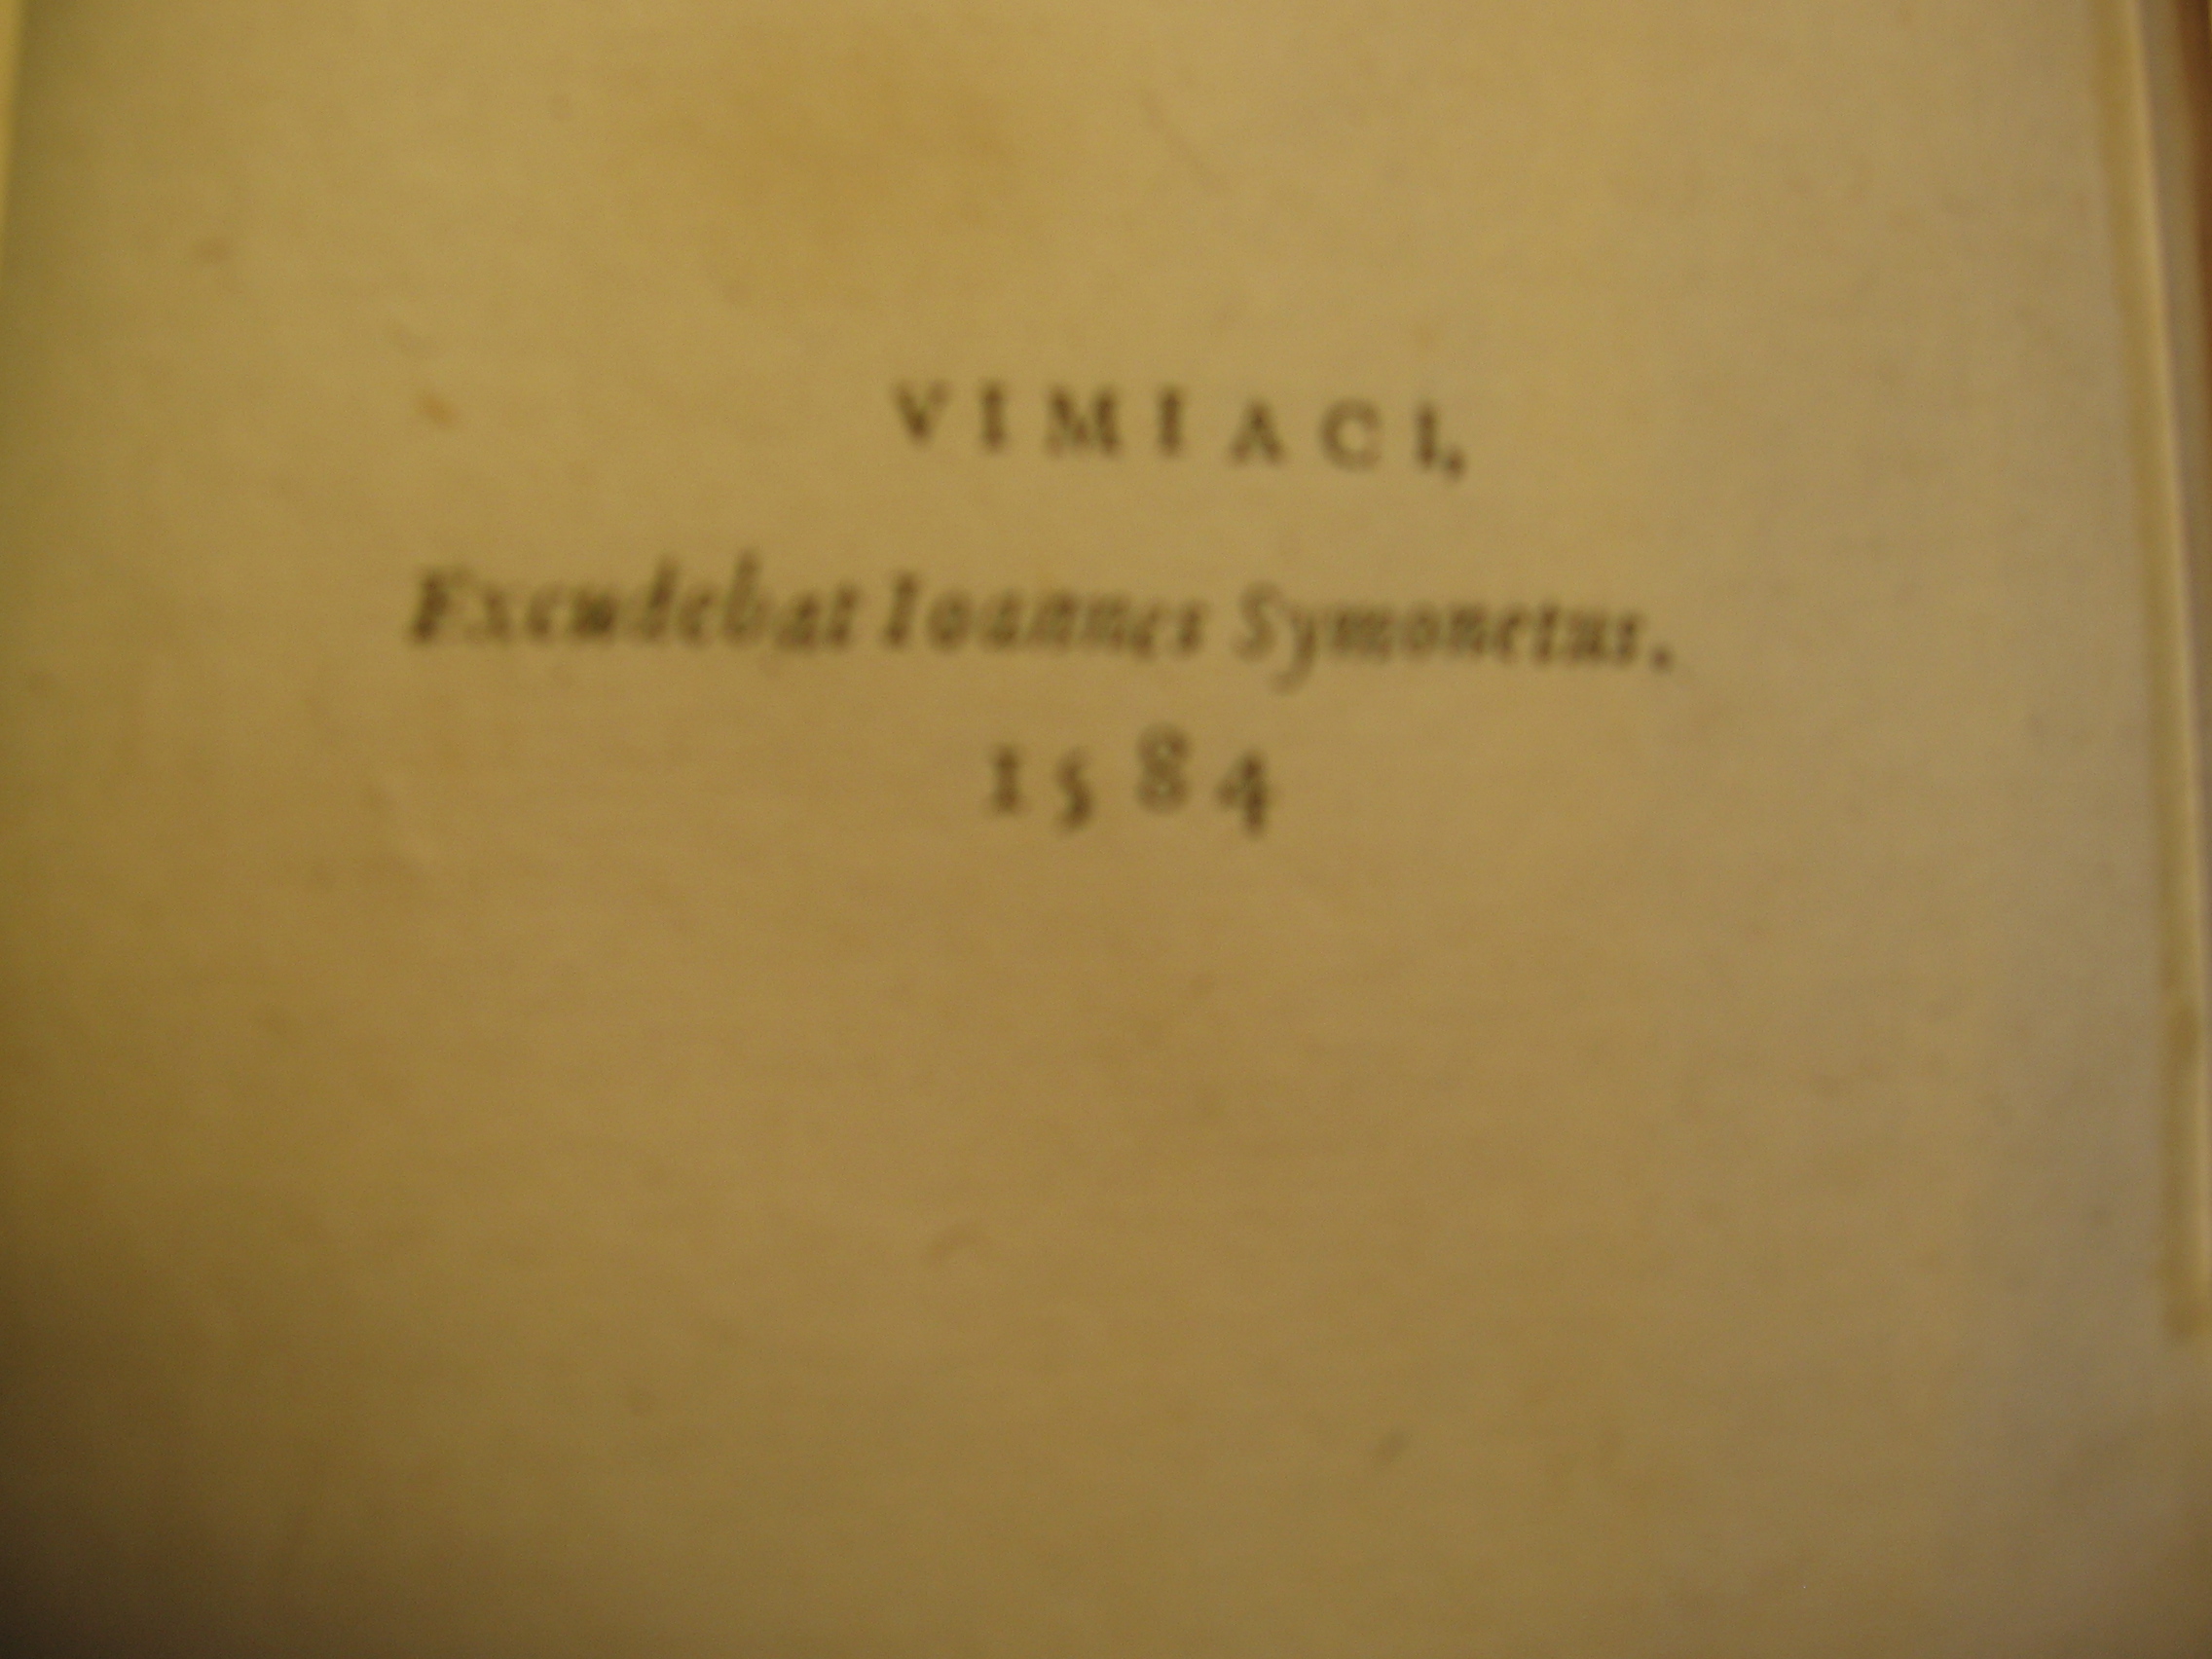 VIMIACI,
Excudebat Ioannes Symonetus.
1584